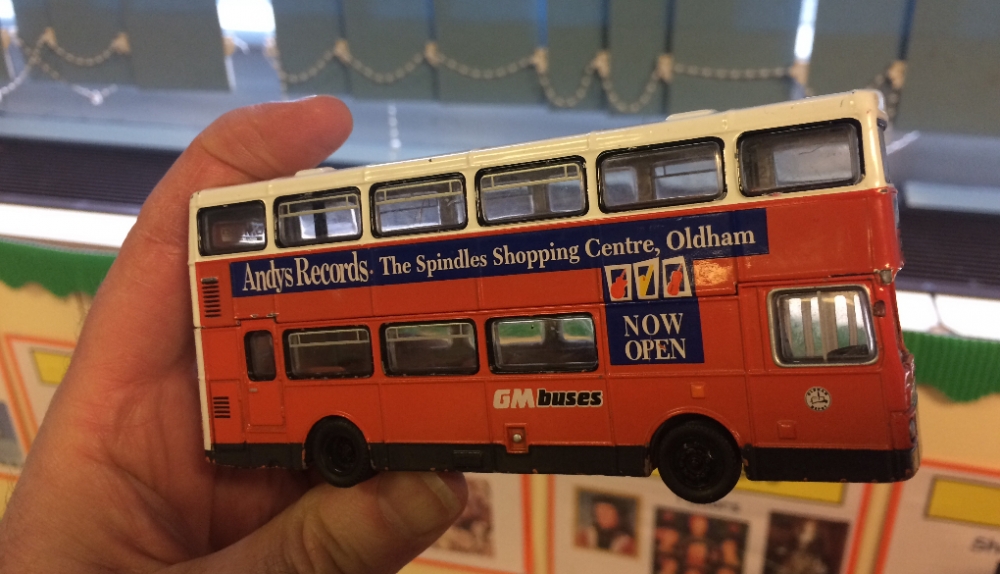 Andys Records. The Spindles Shopping Centre, Oldham
NOW
OPEN
GMbuses